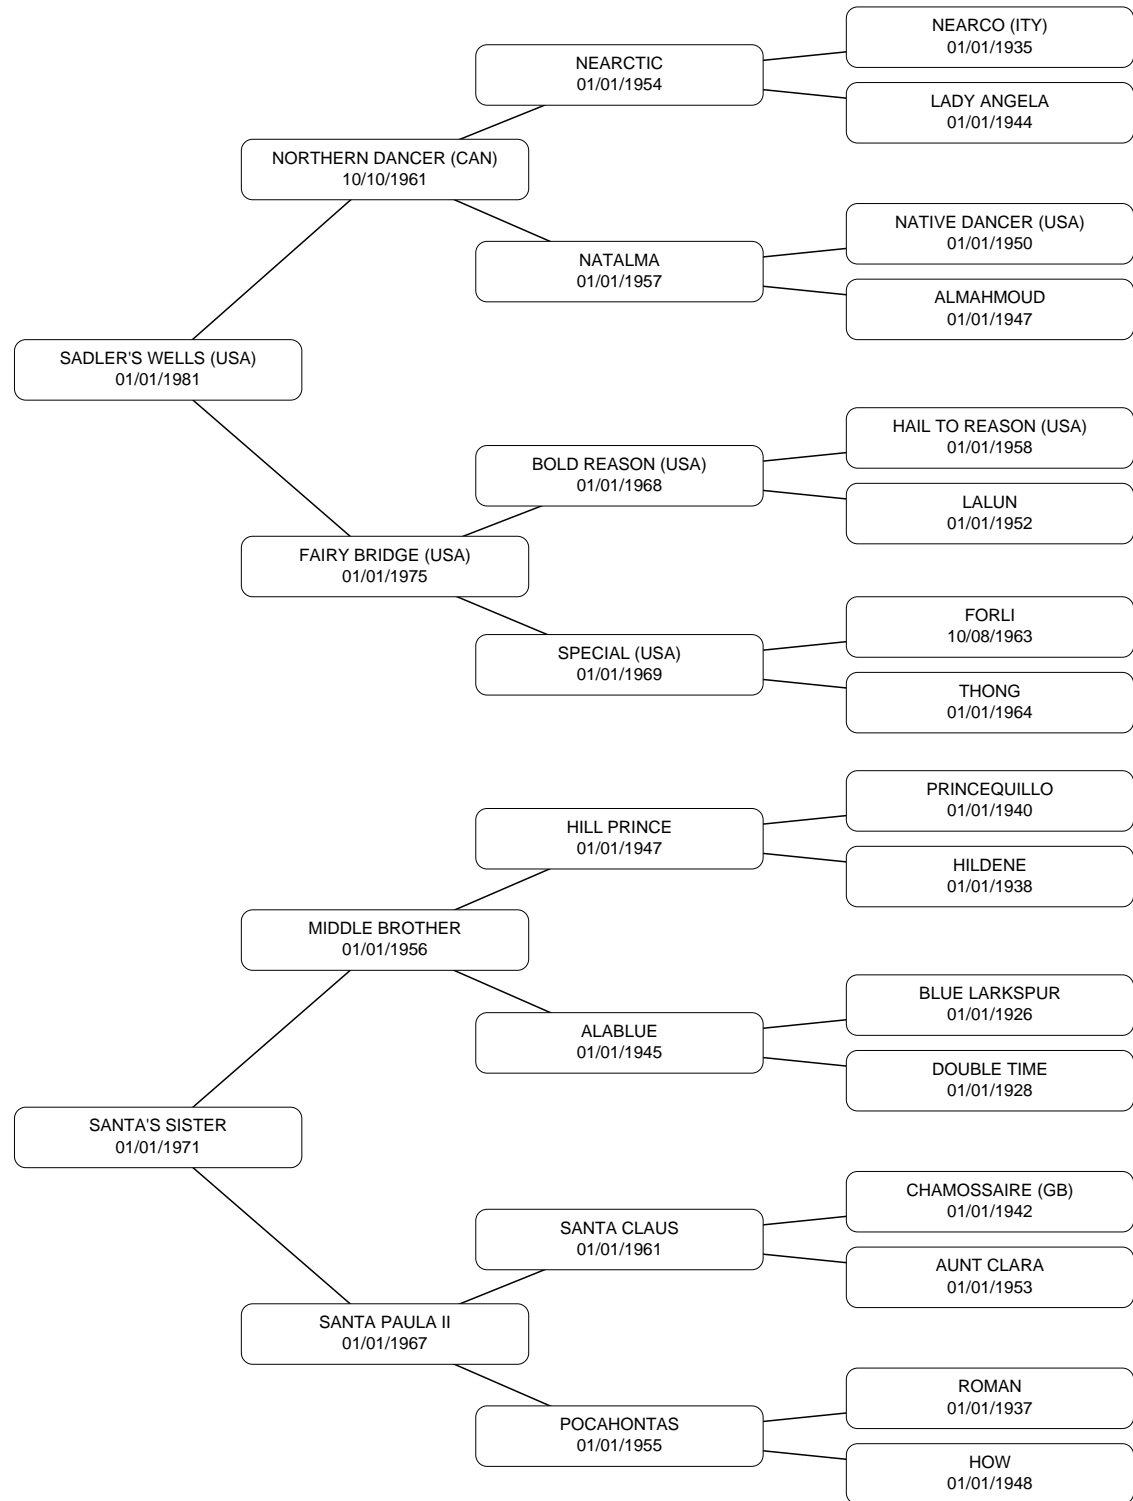 NEARCO (ITY)
01/01/1935
NEARCTIC
01/01/1954
LADY ANGELA
01/01/1944
NORTHERN DANCER (CAN)
10/10/1961
NATIVE DANCER (USA)
01/01/1950
NATALMA
01/01/1957
ALMAHMOUD
01/01/1947
SADLER'S WELLS (USA)
01/01/1981
HAIL TO REASON (USA)
01/01/1958
BOLD REASON (USA)
01/01/1968
LALUN
01/01/1952
FAIRY BRIDGE (USA)
01/01/1975
FORLI
10/08/1963
SPECIAL (USA)
01/01/1969
THONG
01/01/1964
PRINCEQUILLO
01/01/1940
HILL PRINCE
01/01/1947
HILDENE
01/01/1938
MIDDLE BROTHER
01/01/1956
BLUE LARKSPUR
01/01/1926
ALABLUE
01/01/1945
DOUBLE TIME
01/01/1928
SANTA'S SISTER
01/01/1971
CHAMOSSAIRE (GB)
01/01/1942
SANTA CLAUS
01/01/1961
AUNT CLARA
01/01/1953
SANTA PAULA II
01/01/1967
ROMAN
01/01/1937
POCAHONTAS
01/01/1955
HOW
01/01/1948